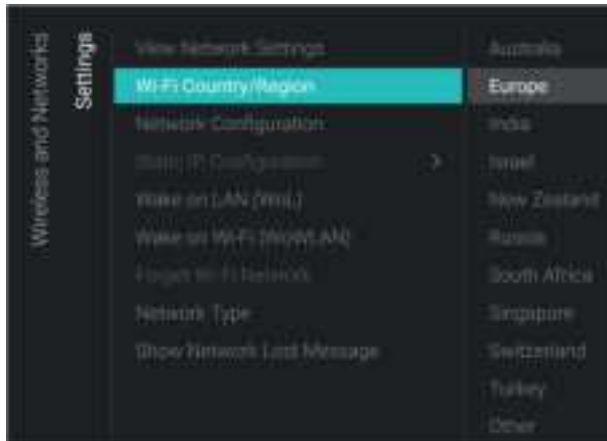 Wireless and Networks
Settings
View Network Settings
Wi-Fi Country/Region
Network Configuration
Static IP Configuration
Wake on LAN (WoL)
Wake on Wi-Fi (WoWLAN)
Forget Wi-Fi Network
Network Type
Show Network Lost Message
Australia
Europe
India
Israel
New Zealand
Russia
South Africa
Singapore
Switzerland
Turkey
Other